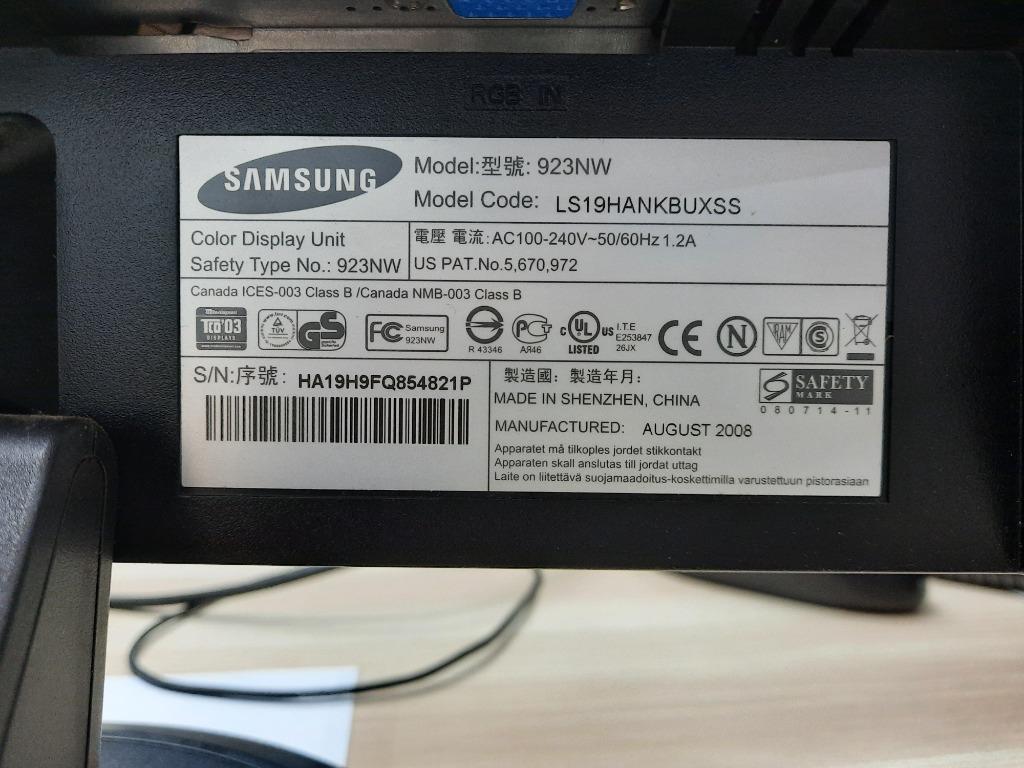 RGB IN
SAMSUNG
Model:型號: 923NW
Model Code: LS19HANKBUXSS
Color Display Unit
Safety Type No.: 923NW
電壓 電流:AC100-240V~50/60Hz 1.2A
US PAT.No.5,670,972
Canada ICES-003 Class B /Canada NMB-003 Class B
TCO'03
DISPLAYS
TÜV
GS
FC Samsung
923NW
R 43346
АЯ46
c UL US
LISTED
I.T.E
E253847
26JX
CE
N
S
S/N:序號: HA19H9FQ854821P
製造國: 製造年月:
MADE IN SHENZHEN, CHINA
MANUFACTURED: AUGUST 2008
SAFETY
MARK
080714-11
Apparatet må tilkoples jordet stikkontakt
Apparaten skall anslutas till jordat uttag
Laite on liitettävä suojamaadoitus-koskettimilla varustettuun pistorasiaan